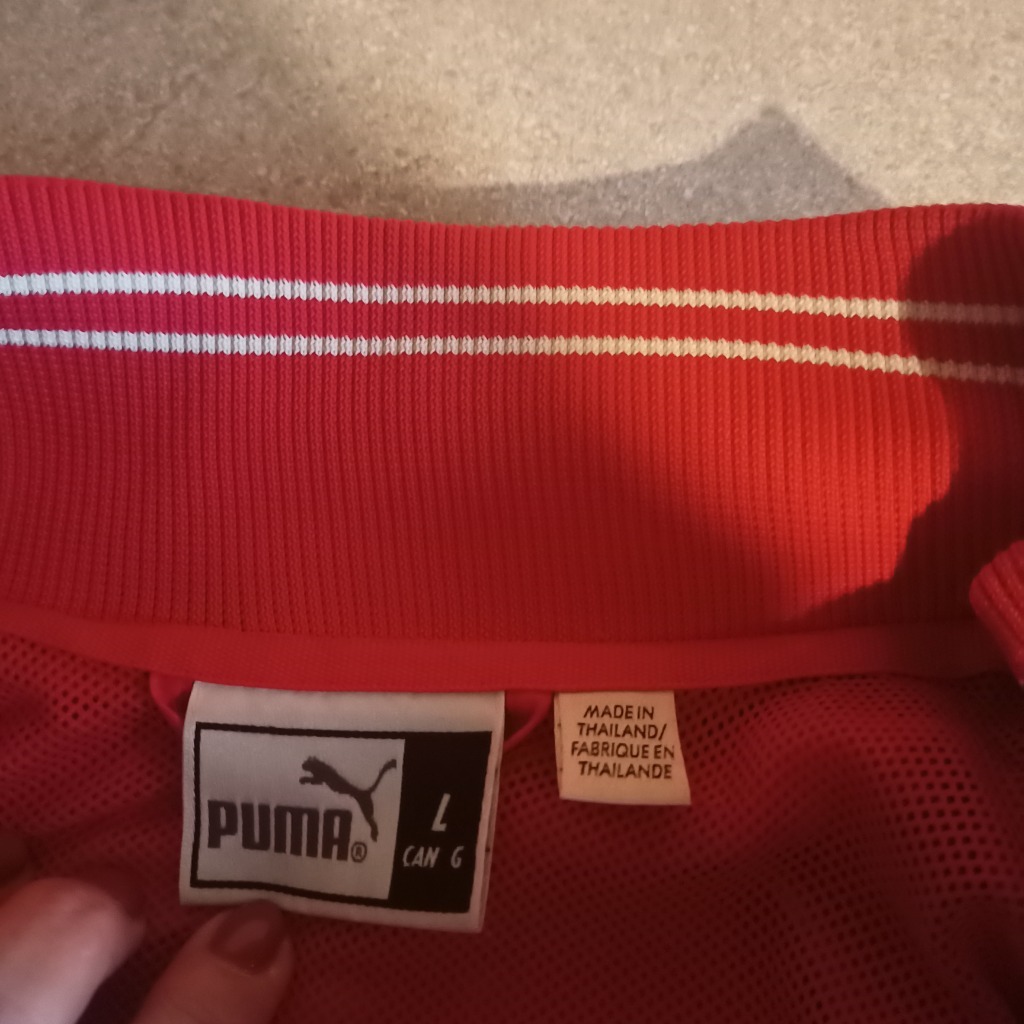 PUMA®
L
CAN G
MADE IN
THAILAND/
FABRIQUE EN
THAILANDE